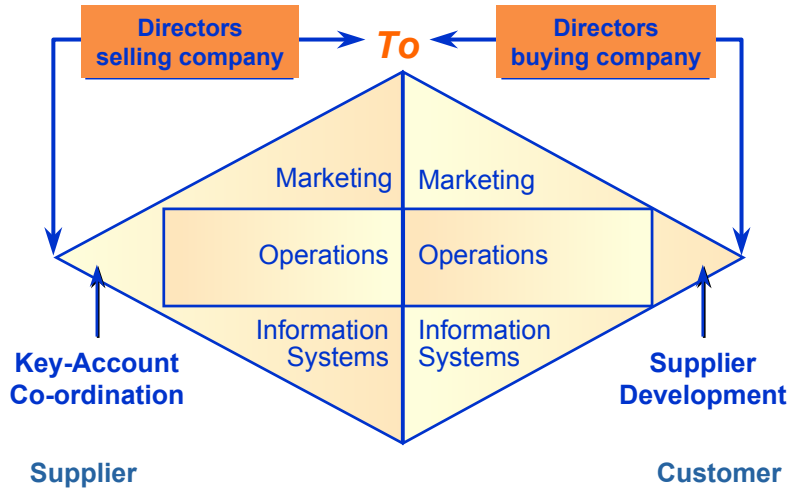 Directors
selling company
To
Directors
buying company
Marketing
Marketing
Operations
Operations
Information
Systems
Information
Systems
Key-Account
Co-ordination
Supplier
Development
Supplier
Customer